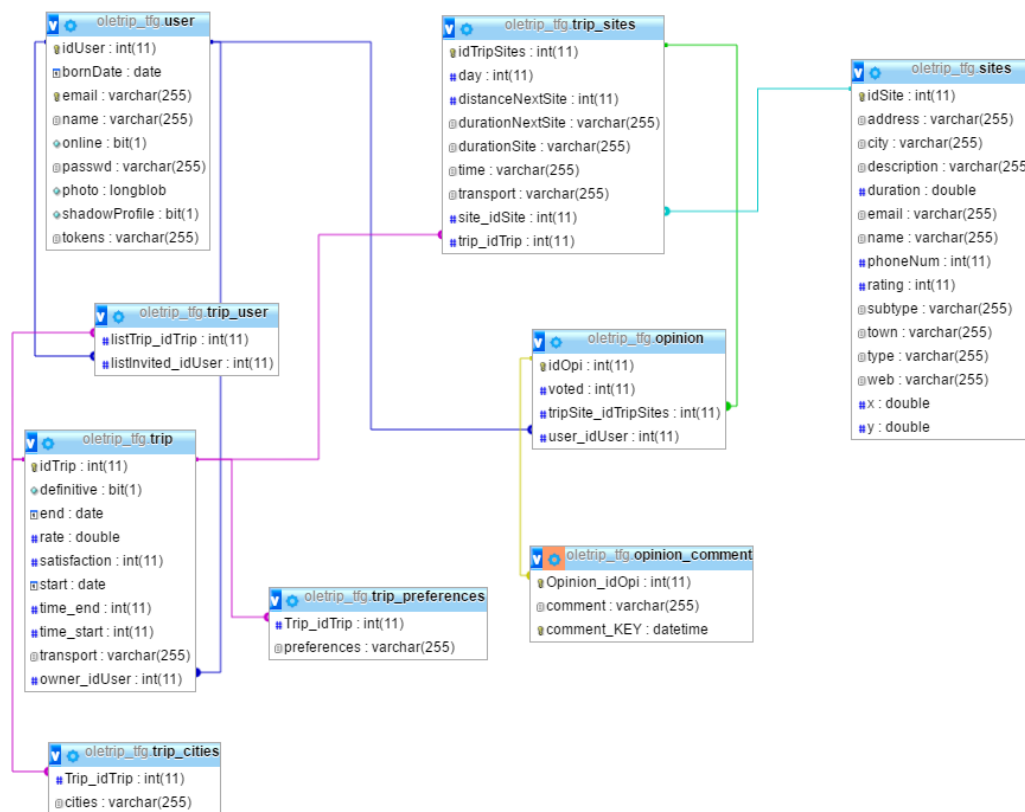 oletrip_tfg.user
idUser : int(11)
bornDate : date
email : varchar(255)
name : varchar(255)
online : bit(1)
passwd : varchar(255)
photo : longblob
shadowProfile : bit(1)
tokens : varchar(255)
oletrip_tfg.trip_sites
idTripSites : int(11)
day : int(11)
distanceNextSite : int(11)
durationNextSite : varchar(255)
durationSite : varchar(255)
time : varchar(255)
transport : varchar(255)
site_idSite : int(11)
trip_idTrip : int(11)
oletrip_tfg.sites
idSite : int(11)
address : varchar(255)
city : varchar(255)
description : varchar(255
duration : double
email : varchar(255)
name : varchar(255)
phoneNum : int(11)
rating : int(11)
subtype : varchar(255)
town : varchar(255)
type : varchar(255)
web : varchar(255)
x : double
y : double
oletrip_tfg.trip_user
listTrip_idTrip : int(11)
listInvited_idUser : int(11)
oletrip_tfg.opinion
idOpi : int(11)
voted : int(11)
tripSite_idTripSites : int(11)
user_idUser : int(11)
oletrip_tfg.trip
idTrip : int(11)
definitive : bit(1)
end : date
rate : double
satisfaction : int(11)
start : date
time_end : int(11)
time_start : int(11)
transport : varchar(255)
owner_idUser : int(11)
oletrip_tfg.opinion_comment
Opinion_idOpi : int(11)
comment : varchar(255)
comment_KEY : datetime
oletrip_tfg.trip_preferences
Trip_idTrip : int(11)
preferences : varchar(255)
oletrip_tfg.trip_cities
Trip_idTrip : int(11)
cities : varchar(255)